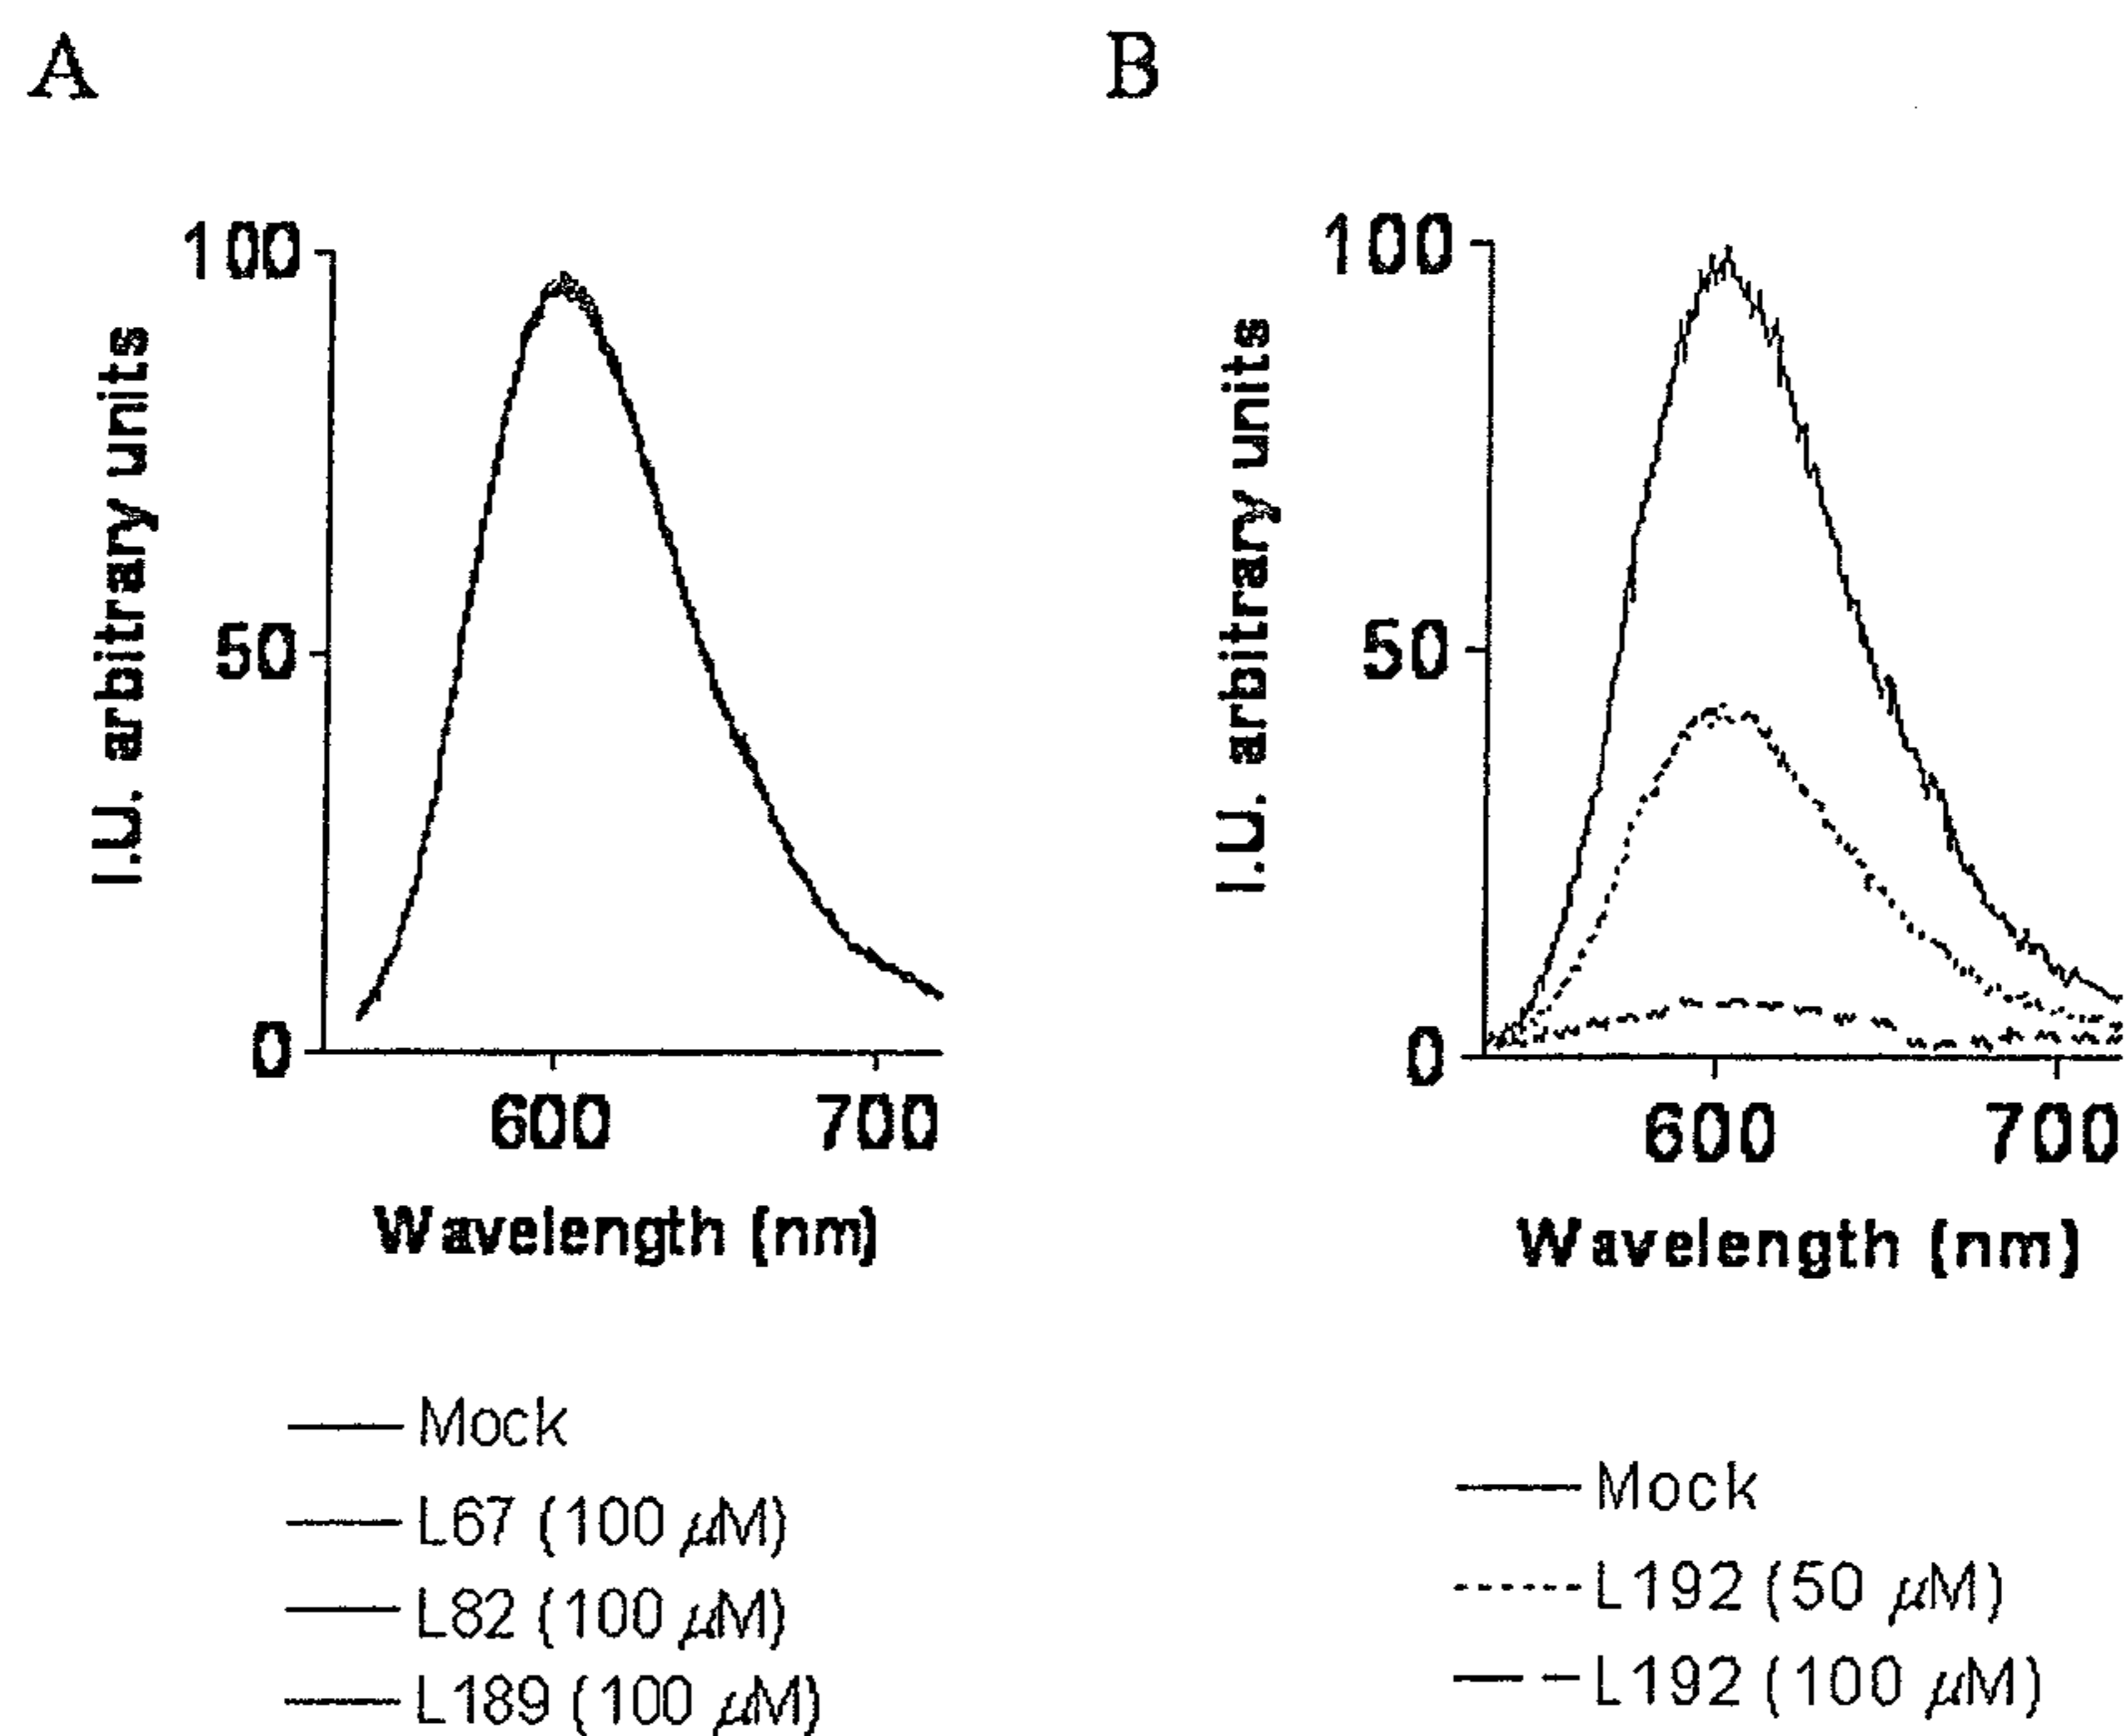 A
100
50
0
I.U. arbitrary units
600 700
Wavelength (nm)
Mock
L67 (100 μM)
L82 (100 μM)
L189 (100 μM)
B
100
50
0
I.U. arbitrary units
600 700
Wavelength (nm)
Mock
L192 (50 μM)
L192 (100 μM)